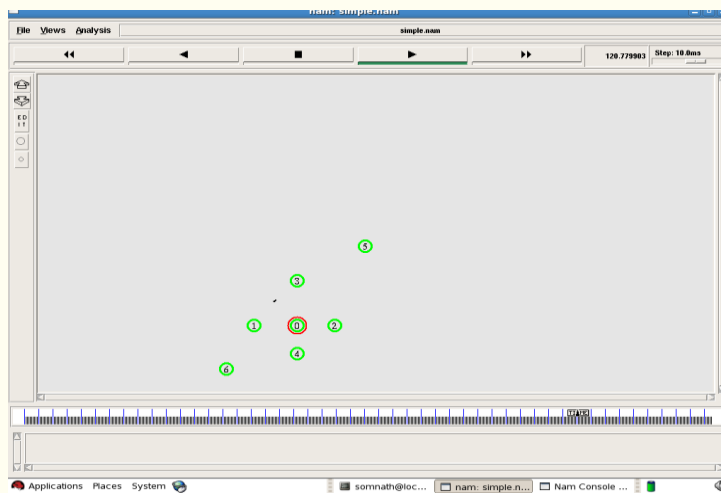 nam: simple.nam
File Views Analysis simple.nam
120.779903 Step: 10.0ms
E D
I T
5
3
1 0 2
4
6
TIME
Applications Places System somnath@loc... nam: simple.n... Nam Console ...